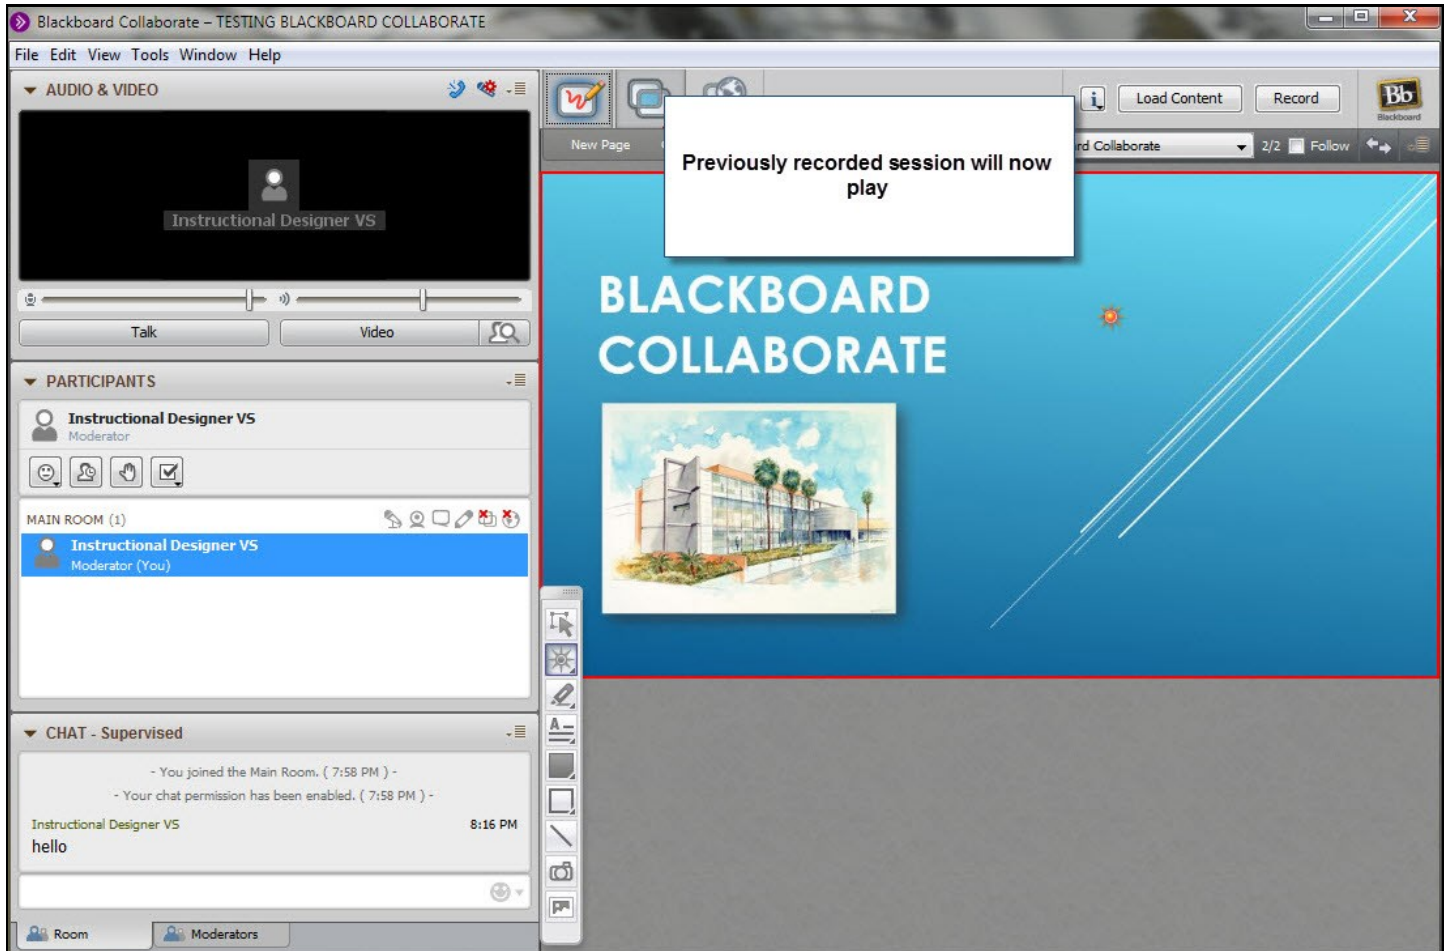 Blackboard Collaborate – TESTING BLACKBOARD COLLABORATE
File Edit View Tools Window Help
AUDIO & VIDEO
Instructional Designer VS
Talk
Video
PARTICIPANTS
Instructional Designer VS
Moderator
MAIN ROOM (1)
Instructional Designer VS
Moderator (You)
CHAT - Supervised
- You joined the Main Room. ( 7:58 PM ) -
- Your chat permission has been enabled. ( 7:58 PM ) -
Instructional Designer VS 8:16 PM
hello
Room
Moderators
Load Content
Record
Bb
Blackboard
New Page
Collaborate 2/2 Follow
Previously recorded session will now
play
BLACKBOARD
COLLABORATE